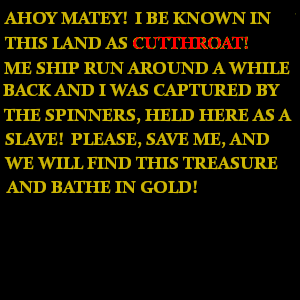 AHOY MATEY! I BE KNOWN IN
THIS LAND AS CUTTHROAT!
ME SHIP RUN AROUND A WHILE
BACK AND I WAS CAPTURED BY
THE SPINNERS, HELD HERE AS A
SLAVE! PLEASE, SAVE ME, AND
WE WILL FIND THIS TREASURE
AND BATHE IN GOLD!